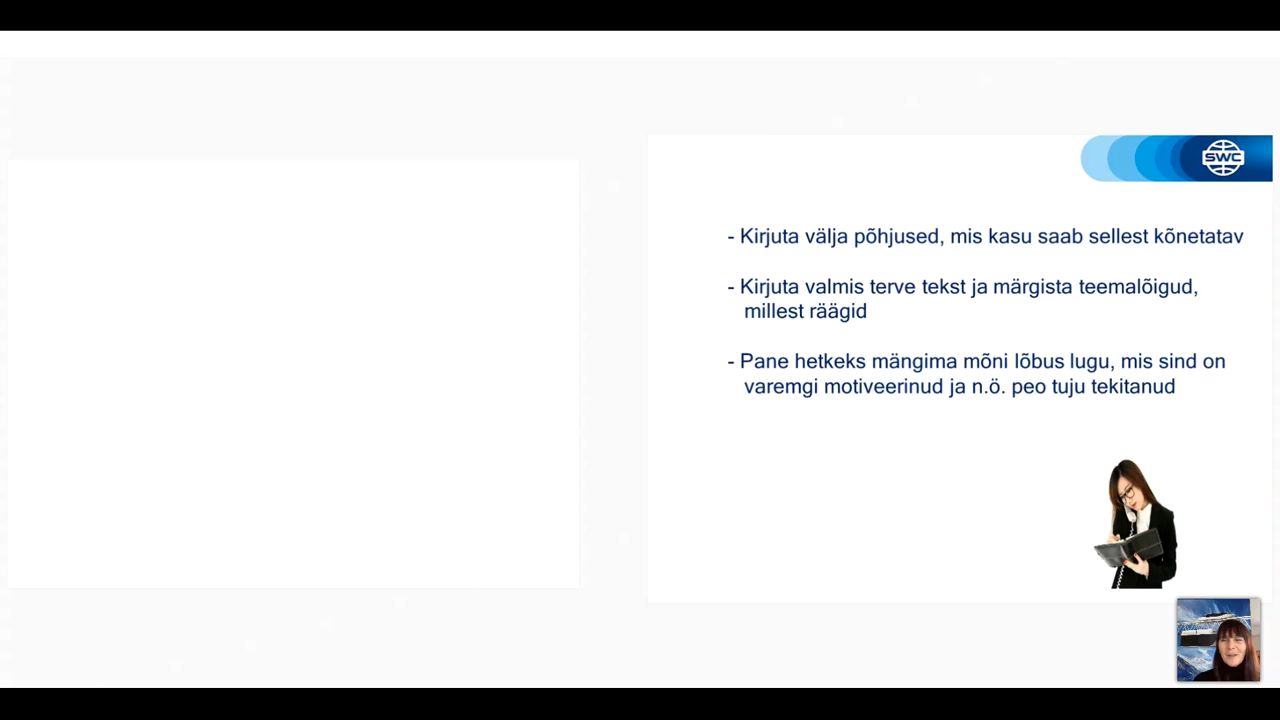 SWC
- Kirjuta välja põhjused, mis kasu saab sellest kõnetatav
- Kirjuta valmis terve tekst ja märgista teemalõigud,
millest räägid
- Pane hetkeks mängima mõni lõbus lugu, mis sind on
varemgi motiveerinud ja n.ö. peo tuju tekitanud